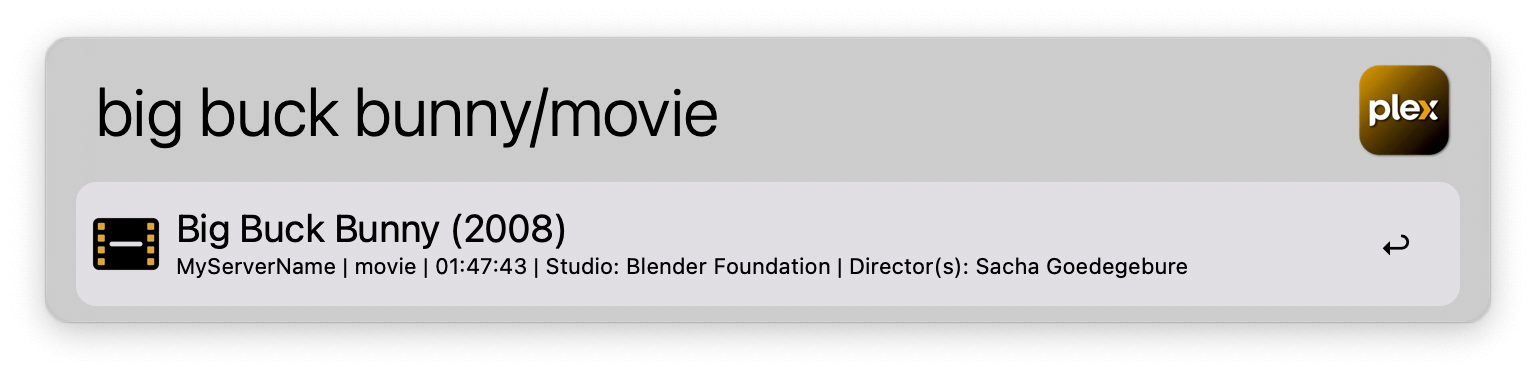 big buck bunny/movie
plex
Big Buck Bunny (2008)
MyServerName | movie | 01:47:43 | Studio: Blender Foundation | Director(s): Sacha Goedegebure